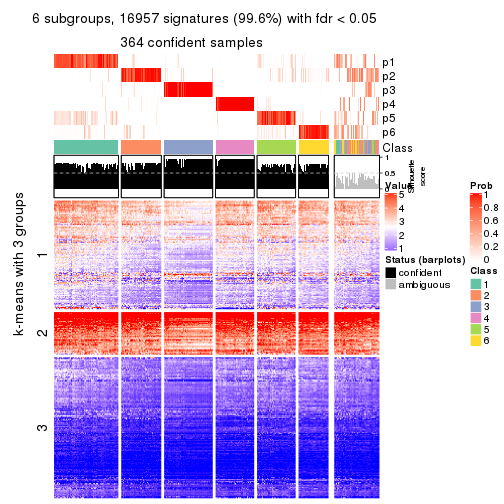 6 subgroups, 16957 signatures (99.6%) with fdr < 0.05
364 confident samples
p1
p2
p3
p4
p5
p6
Class
1
0.5
0
Silhouette
score
k-means with 3 groups
1
2
3
Value
5
4
3
2
1
Status (barplots)
confident
ambiguous
Prob
1
0.8
0.6
0.4
0.2
0
Class
1
2
3
4
5
6